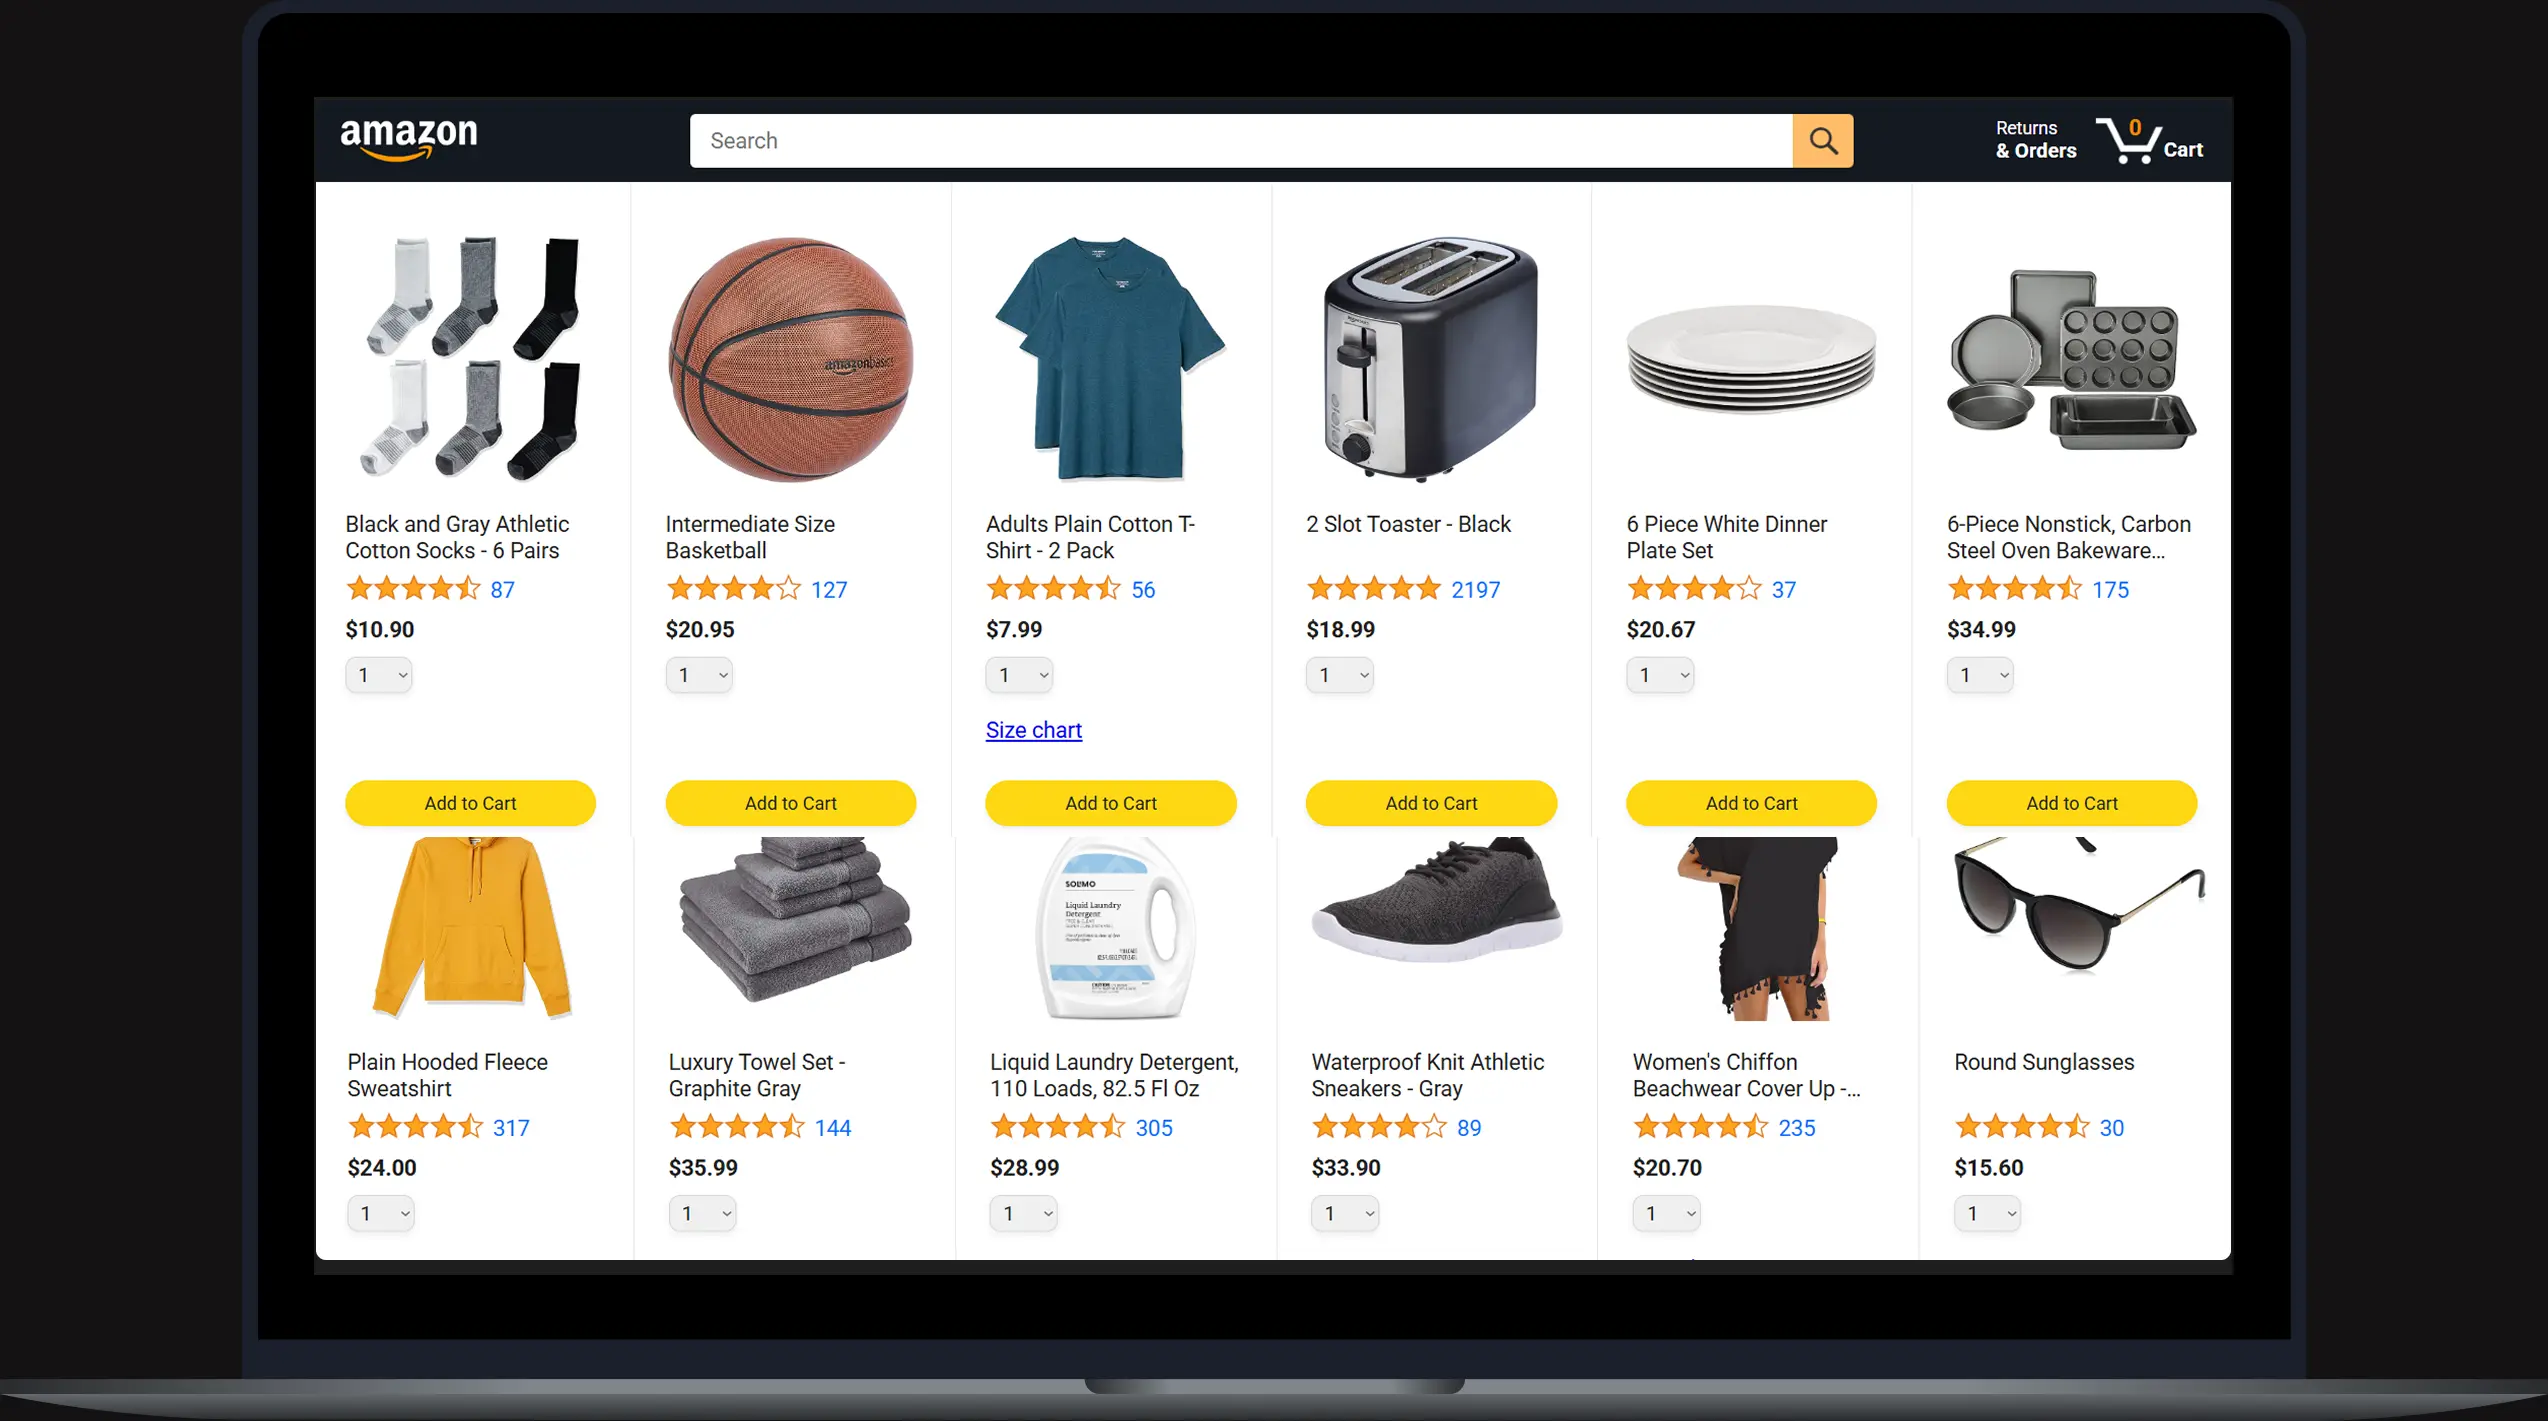 amazon
Search
Returns
& Orders
0
Cart
amazonbasics
Black and Gray Athletic
Cotton Socks - 6 Pairs
87
$10.90
1
Add to Cart
Intermediate Size
Basketball
127
$20.95
1
Add to Cart
Adults Plain Cotton T-
Shirt - 2 Pack
56
$7.99
1
Size chart
Add to Cart
2 Slot Toaster - Black
2197
$18.99
1
Add to Cart
6 Piece White Dinner
Plate Set
37
$20.67
1
Add to Cart
6-Piece Nonstick, Carbon
Steel Oven Bakeware...
175
$34.99
1
Add to Cart
Plain Hooded Fleece
Sweatshirt
317
$24.00
1
Luxury Towel Set -
Graphite Gray
144
$35.99
1
SOLIMO
Liquid Laundry
Detergent
Liquid Laundry Detergent,
110 Loads, 82.5 Fl Oz
305
$28.99
1
Waterproof Knit Athletic
Sneakers - Gray
89
$33.90
1
Women's Chiffon
Beachwear Cover Up -...
235
$20.70
1
Round Sunglasses
30
$15.60
1